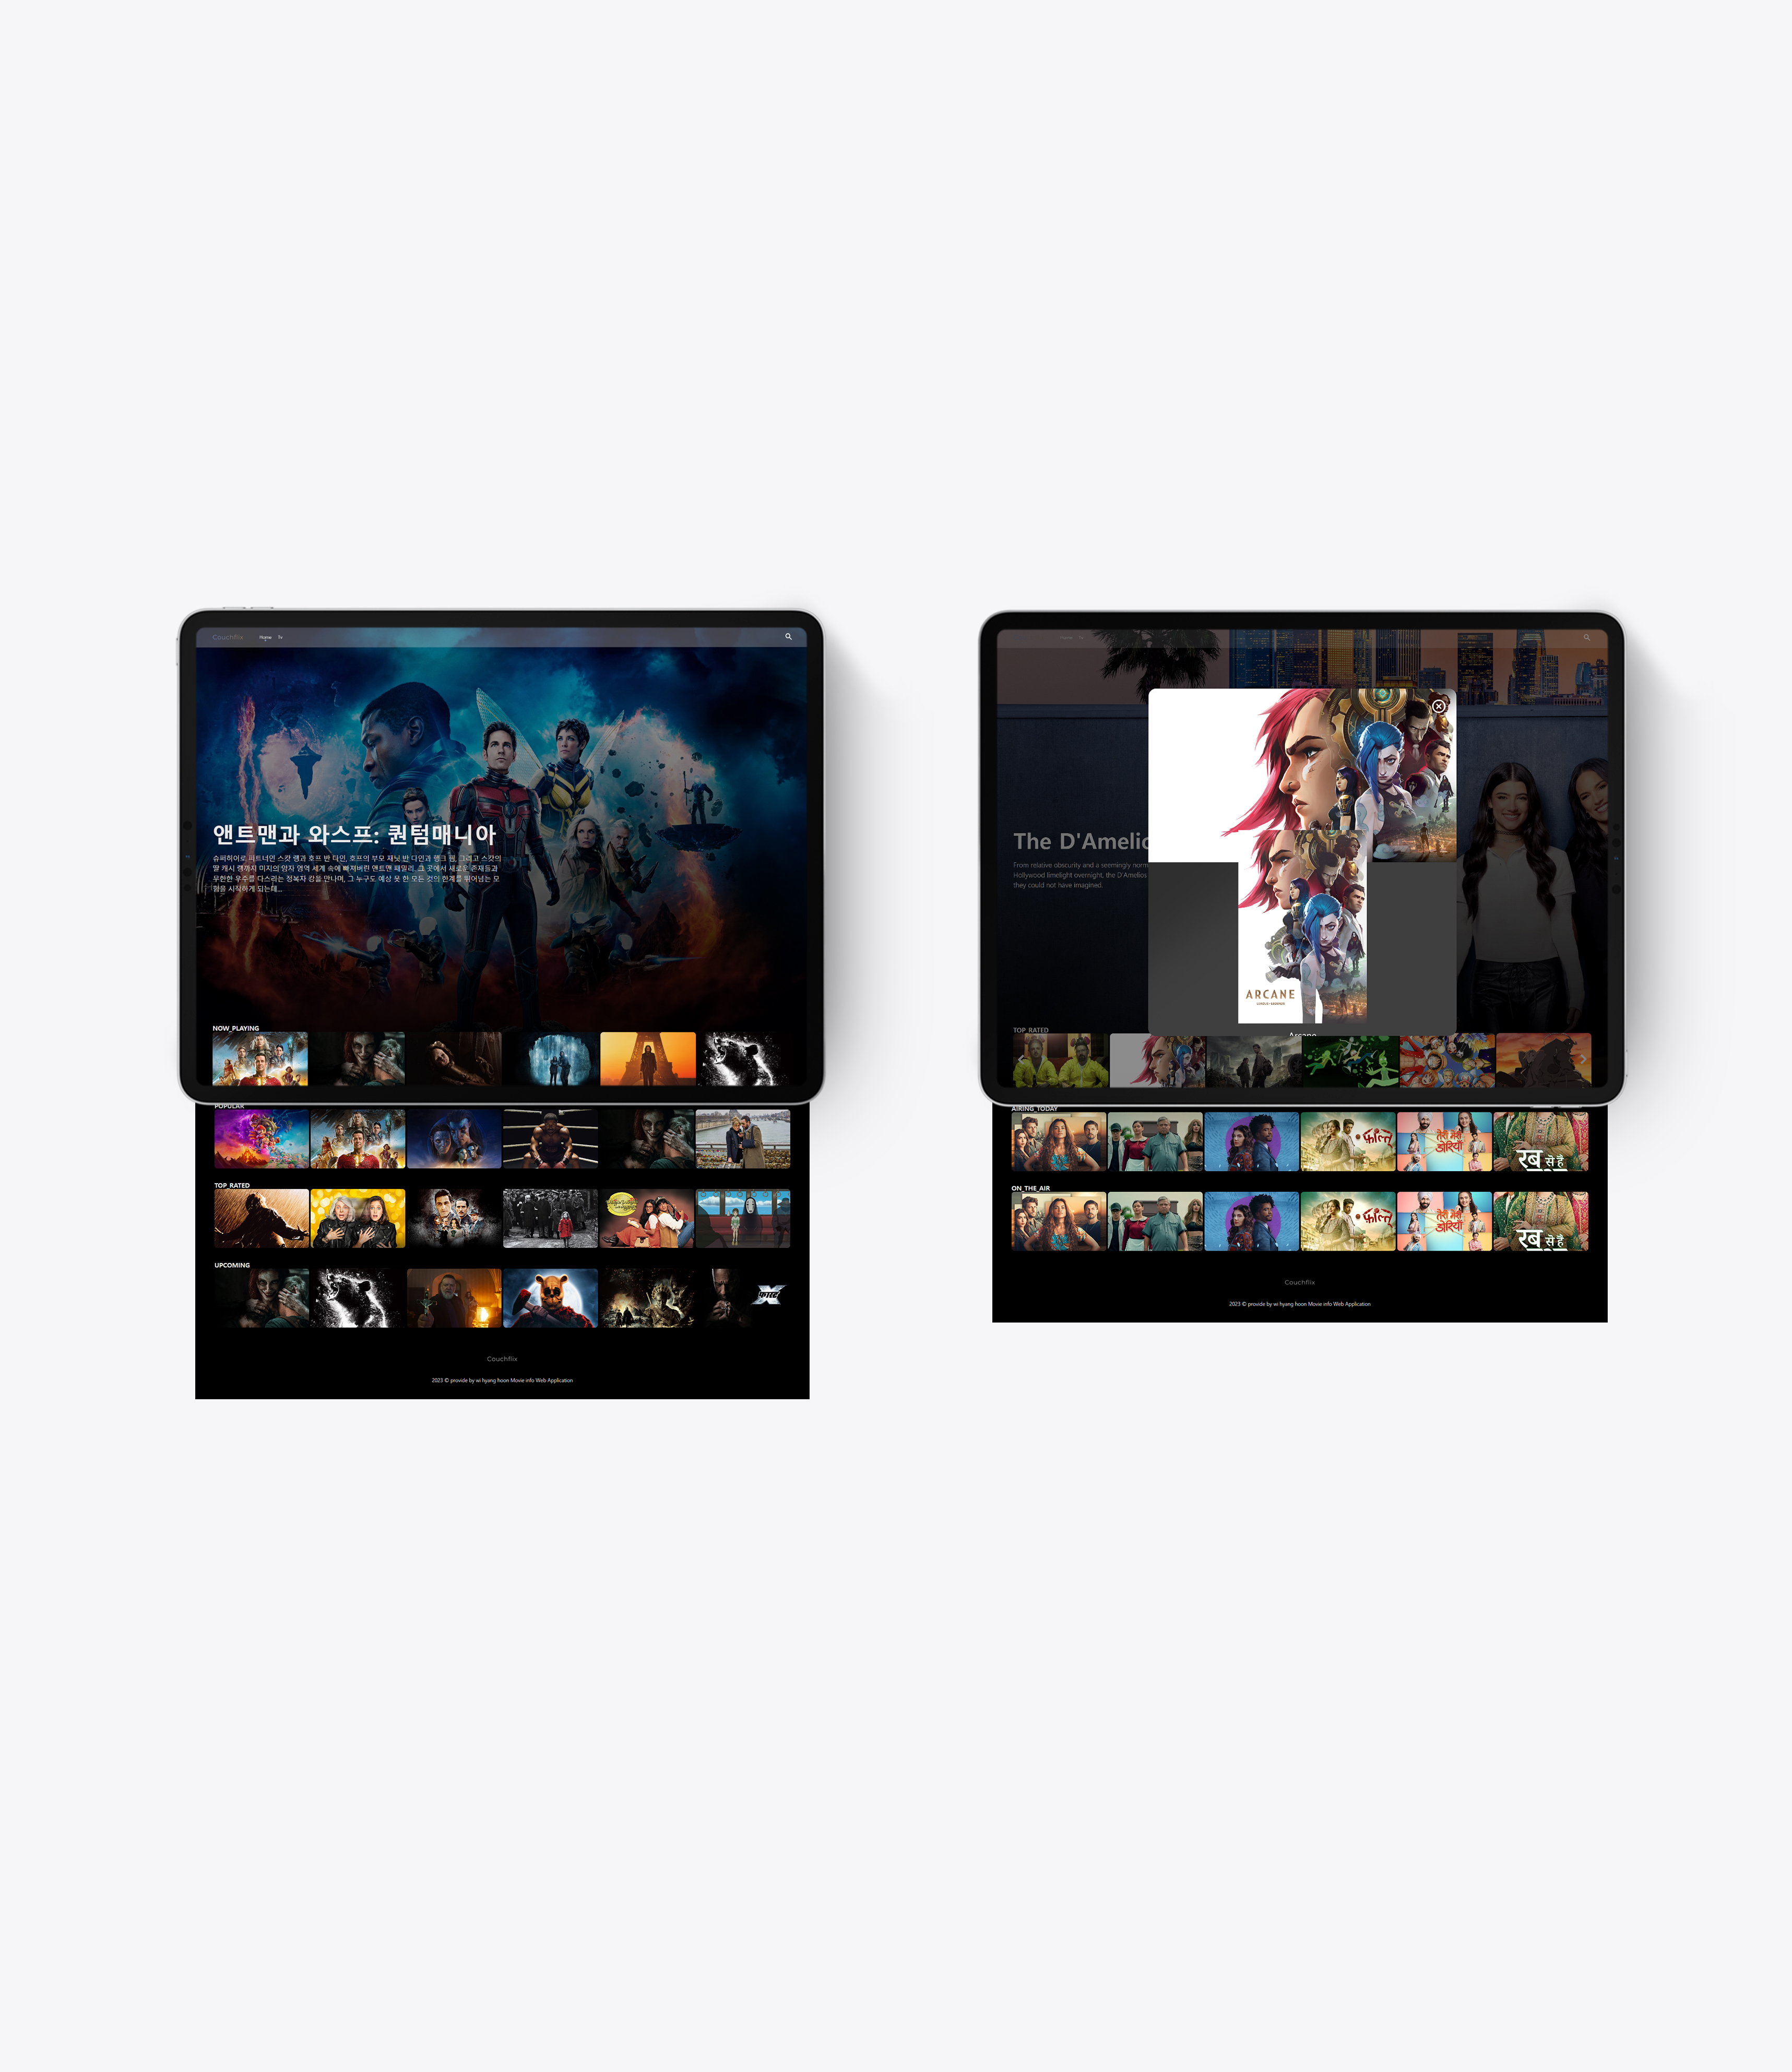 Couchflix Home Tv
앤트맨과 와스프: 퀀텀매니아
슈퍼히어로 파트너인 스캇 랭과 호프 반 다인, 호프의 부모 재닛 반 다인과 행크 핌, 그리고 스캇의
딸 캐시 랭까지 미지의 양자 영역 세계 속에 빠져버린 앤트맨 패밀리. 그 곳에서 새로운 존재들과
무한한 우주를 다스리는 정복자 캉을 만나며, 그 누구도 예상 못 한 모든 것의 한계를 뛰어넘는 모
험을 시작하게 되는데...
NOW_PLAYING
POPULAR
TOP_RATED
UPCOMING
X
Couchflix
2023 © provide by wi hyang hoon Movie info Web Application
Home Tv
The D'Amelio
From relative obscurity and a seemingly norm
Hollywood limelight overnight, the D'Amelios
they could not have imagined.
ARCANE
Arcane
TOP_RATED
AIRING_TODAY
तेरी मेरी
डोरियाँ
रब से है
ON_THE_AIR
तेरी मेरी
डोरियाँ
रब से है
Couchflix
2023 © provide by wi hyang hoon Movie info Web Application